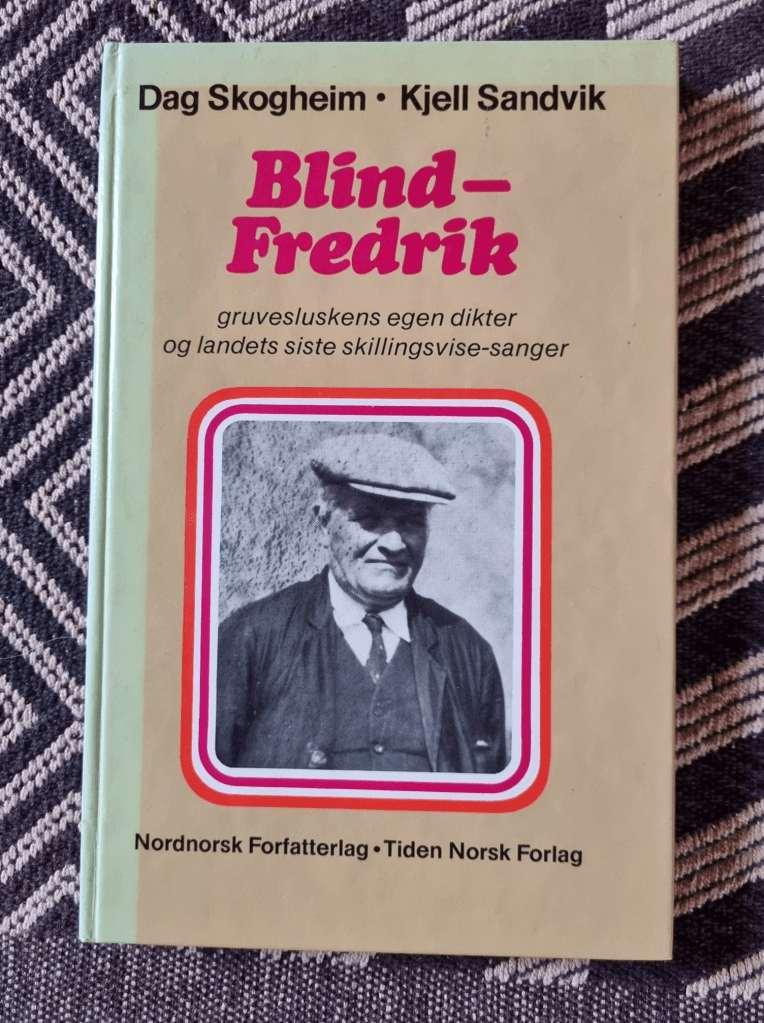 Dag Skogheim • Kjell Sandvik
Blind–
Fredrik
gruvesluskens egen dikter
og landets siste skillingsvise-sanger
Nordnorsk Forfatterlag • Tiden Norsk Forlag